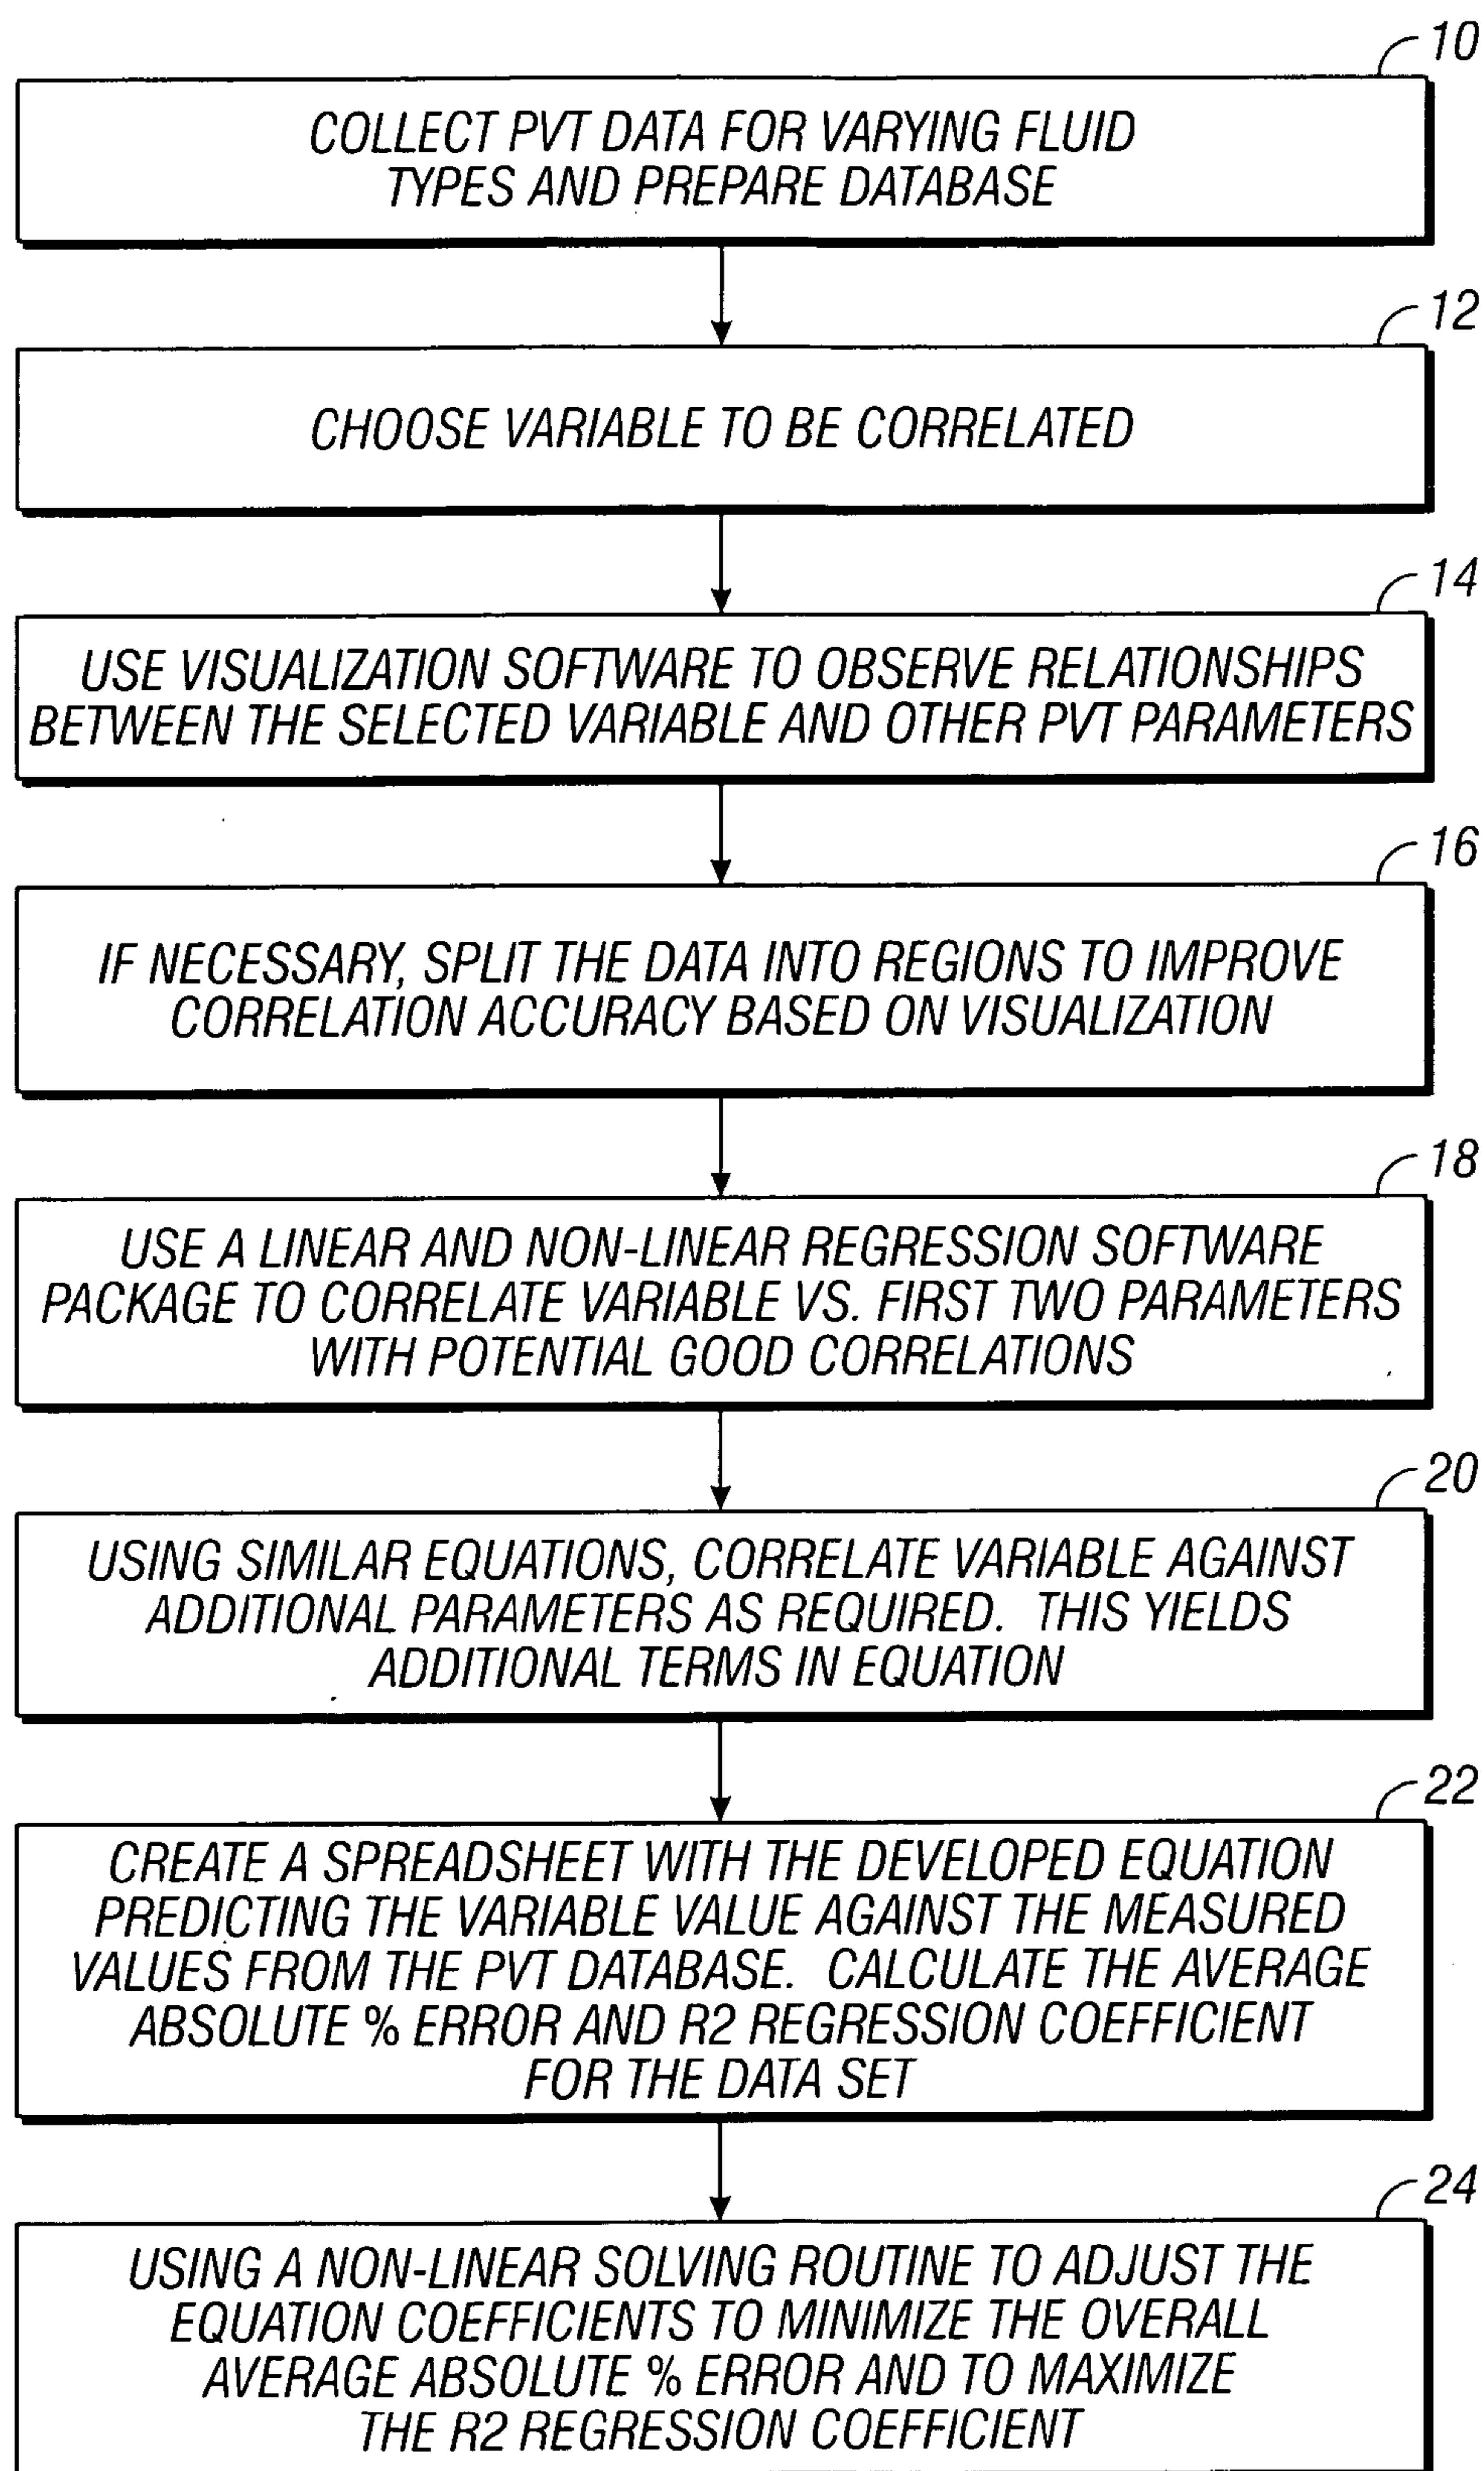 10
COLLECT PVT DATA FOR VARYING FLUID
TYPES AND PREPARE DATABASE
12
CHOOSE VARIABLE TO BE CORRELATED
14
USE VISUALIZATION SOFTWARE TO OBSERVE RELATIONSHIPS
BETWEEN THE SELECTED VARIABLE AND OTHER PVT PARAMETERS
16
IF NECESSARY, SPLIT THE DATA INTO REGIONS TO IMPROVE
CORRELATION ACCURACY BASED ON VISUALIZATION
18
USE A LINEAR AND NON-LINEAR REGRESSION SOFTWARE
PACKAGE TO CORRELATE VARIABLE VS. FIRST TWO PARAMETERS
WITH POTENTIAL GOOD CORRELATIONS
20
USING SIMILAR EQUATIONS, CORRELATE VARIABLE AGAINST
ADDITIONAL PARAMETERS AS REQUIRED. THIS YIELDS
ADDITIONAL TERMS IN EQUATION
22
CREATE A SPREADSHEET WITH THE DEVELOPED EQUATION
PREDICTING THE VARIABLE VALUE AGAINST THE MEASURED
VALUES FROM THE PVT DATABASE. CALCULATE THE AVERAGE
ABSOLUTE % ERROR AND R2 REGRESSION COEFFICIENT
FOR THE DATA SET
24
USING A NON-LINEAR SOLVING ROUTINE TO ADJUST THE
EQUATION COEFFICIENTS TO MINIMIZE THE OVERALL
AVERAGE ABSOLUTE % ERROR AND TO MAXIMIZE
THE R2 REGRESSION COEFFICIENT